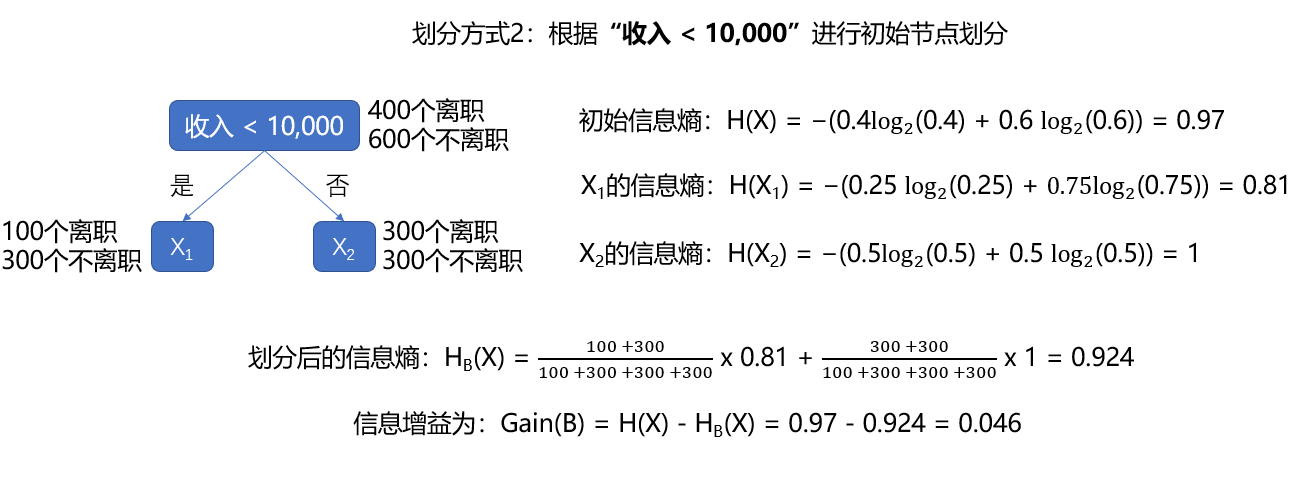 划分方式2：根据“收入 < 10,000”进行初始节点划分
收入 < 10,000
400个离职
600个不离职
初始信息熵：H(X) = −(0.4log₂(0.4) + 0.6 log₂(0.6)) = 0.97
是
否
X₁的信息熵：H(X₁) = −(0.25 log₂(0.25) + 0.75log₂(0.75)) = 0.81
100个离职
300个不离职
X₁
X₂
300个离职
300个不离职
X₂的信息熵：H(X₂) = −(0.5log₂(0.5) + 0.5 log₂(0.5)) = 1
划分后的信息熵：H_B(X) = (100 +300)/(100 +300 +300 +300) x 0.81 + (300 +300)/(100 +300 +300 +300) x 1 = 0.924
信息增益为：Gain(B) = H(X) - H_B(X) = 0.97 - 0.924 = 0.046